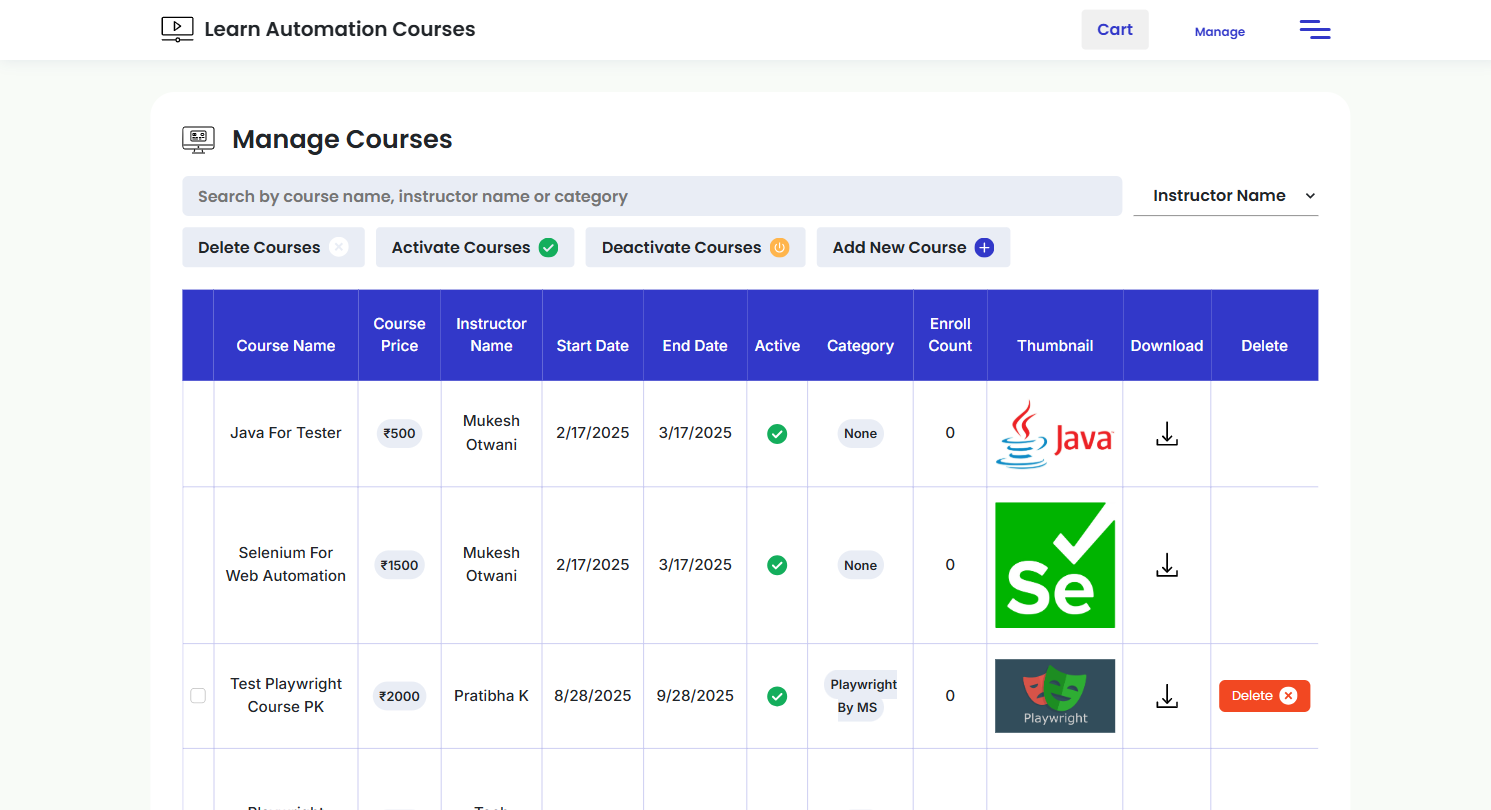 Learn Automation Courses
Cart
Manage
Manage Courses
Search by course name, instructor name or category
Instructor Name
Delete Courses
Activate Courses
Deactivate Courses
Add New Course
Course Name
Course
Price
Instructor
Name
Start Date
End Date
Active
Category
Enroll
Count
Thumbnail
Download
Delete
Java For Tester
₹500
Mukesh
Otwani
2/17/2025
3/17/2025
None
0
Java
Selenium For
Web Automation
₹1500
Mukesh
Otwani
2/17/2025
3/17/2025
None
0
Se
Test Playwright
Course PK
₹2000
Pratibha K
8/28/2025
9/28/2025
Playwright
By MS
0
Playwright
Delete